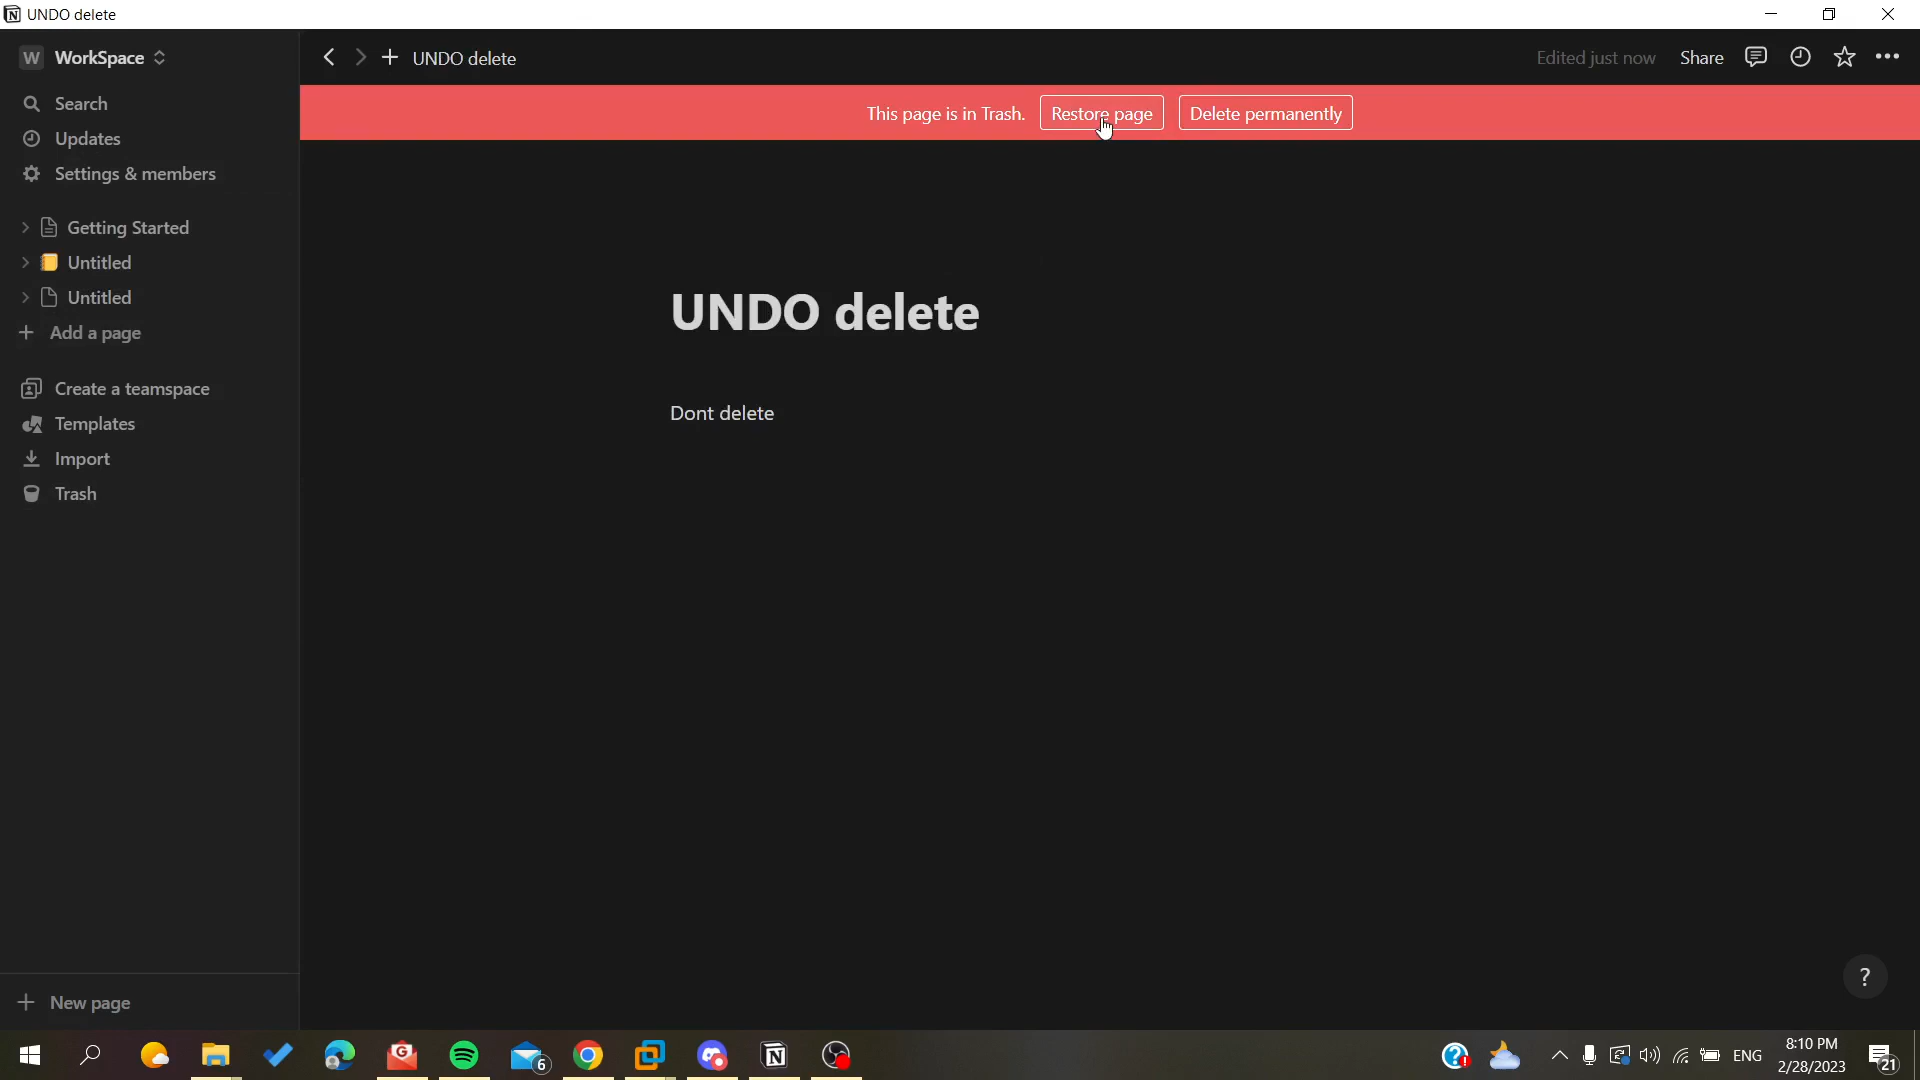 UNDO delete
W WorkSpace
UNDO delete
Edited just now Share
Search
This page is in Trash. Restore page Delete permanently
Updates
Settings & members
Getting Started
Untitled
UNDO delete
Untitled
Add a page
Create a teamspace
Dont delete
Templates
Import
Trash
?
New page
6
ENG
8:10 PM
2/28/2023
21